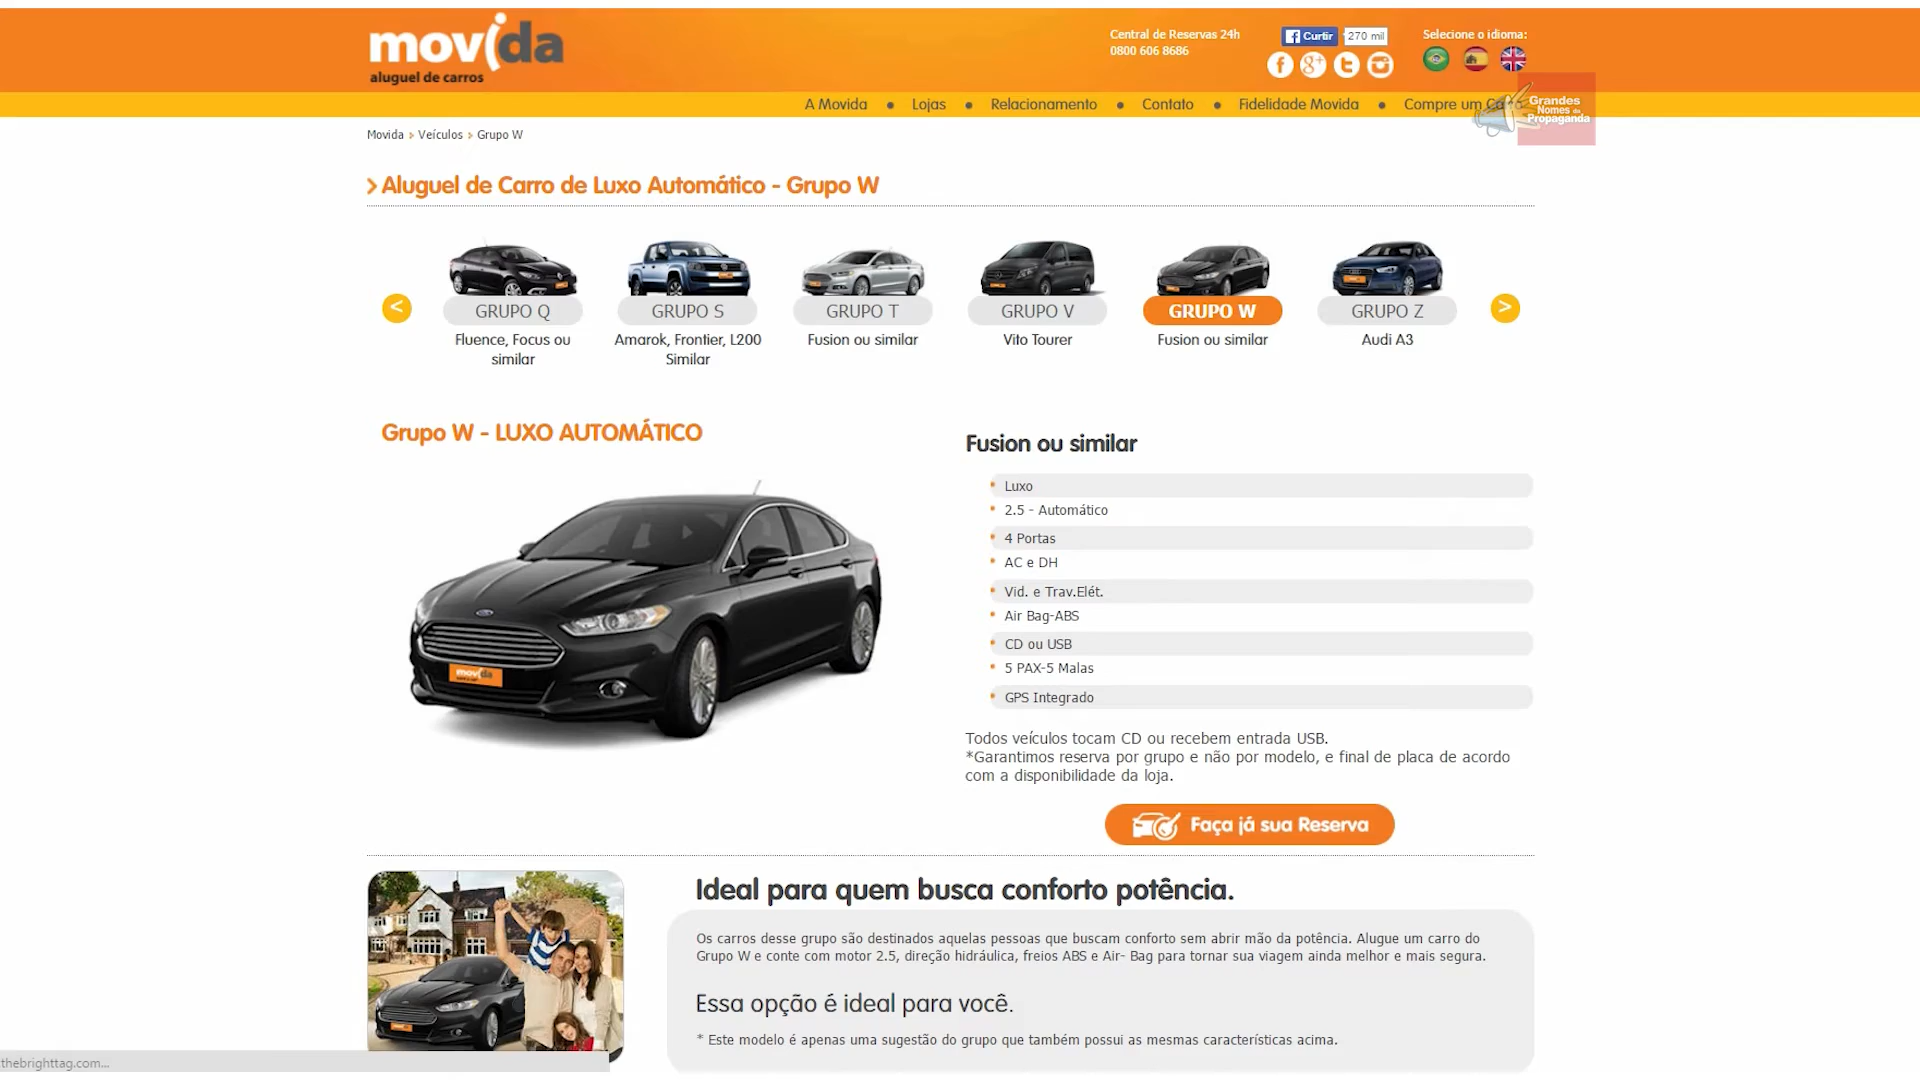 movida
aluguel de carros
Central de Reservas 24h
0800 606 8686
Curtir
270 mil
Selecione o idioma:
A Movida • Lojas • Relacionamento • Contato • Fidelidade Movida • Compre um Carro
Grandes
Nomes da
Propaganda
Movida > Veículos > Grupo W
Aluguel de Carro de Luxo Automático - Grupo W
< GRUPO Q GRUPO S GRUPO T GRUPO V GRUPO W GRUPO Z >
Fluence, Focus ou similar
Amarok, Frontier, L200 Similar
Fusion ou similar
Vito Tourer
Fusion ou similar
Audi A3
Grupo W - LUXO AUTOMÁTICO
movida
Fusion ou similar
Luxo
2.5 - Automático
4 Portas
AC e DH
Vid. e Trav.Elét.
Air Bag-ABS
CD ou USB
5 PAX-5 Malas
GPS Integrado
Todos veículos tocam CD ou recebem entrada USB.
*Garantimos reserva por grupo e não por modelo, e final de placa de acordo
com a disponibilidade da loja.
Faça já sua Reserva
Ideal para quem busca conforto potência.
Os carros desse grupo são destinados aquelas pessoas que buscam conforto sem abrir mão da potência. Alugue um carro do
Grupo W e conte com motor 2.5, direção hidráulica, freios ABS e Air- Bag para tornar sua viagem ainda melhor e mais segura.
Essa opção é ideal para você.
* Este modelo é apenas uma sugestão do grupo que também possui as mesmas características acima.
thebrighttag.com...